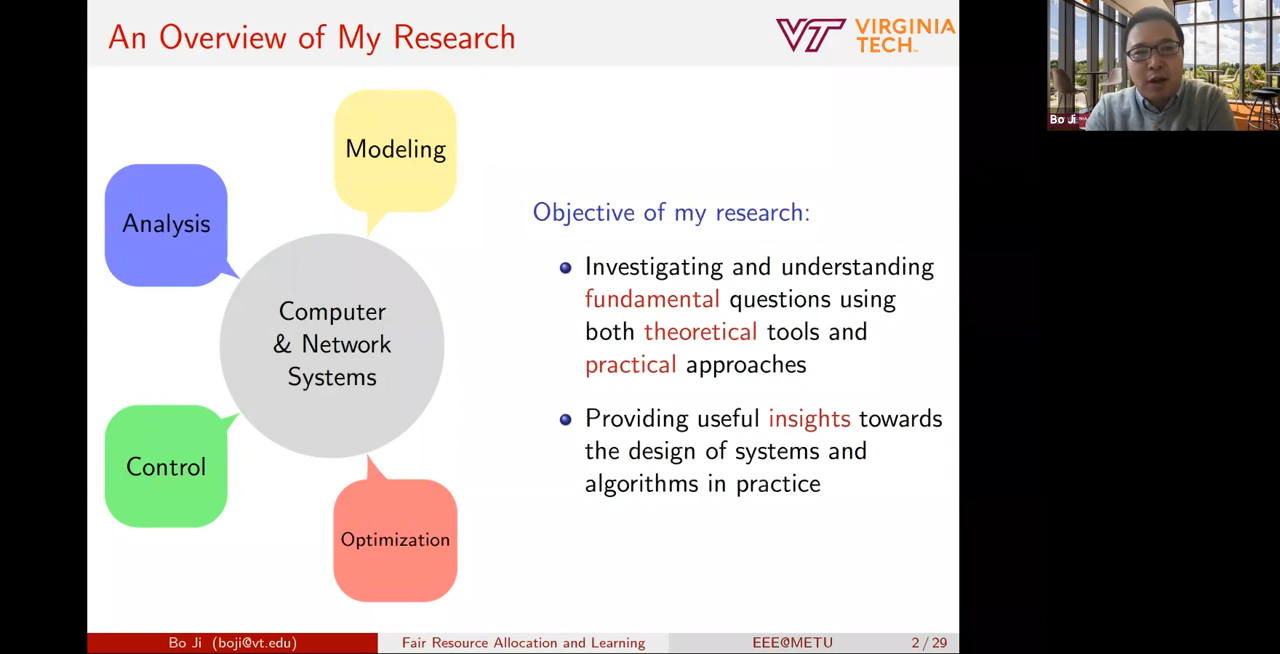 An Overview of My Research
VT VIRGINIA
TECH
Bo Ji
Modeling
Analysis
Computer
& Network
Systems
Control
Optimization
Objective of my research:
Investigating and understanding
fundamental questions using
both theoretical tools and
practical approaches
Providing useful insights towards
the design of systems and
algorithms in practice
Bo Ji (boji@vt.edu)
Fair Resource Allocation and Learning
EEE@METU
2 / 29